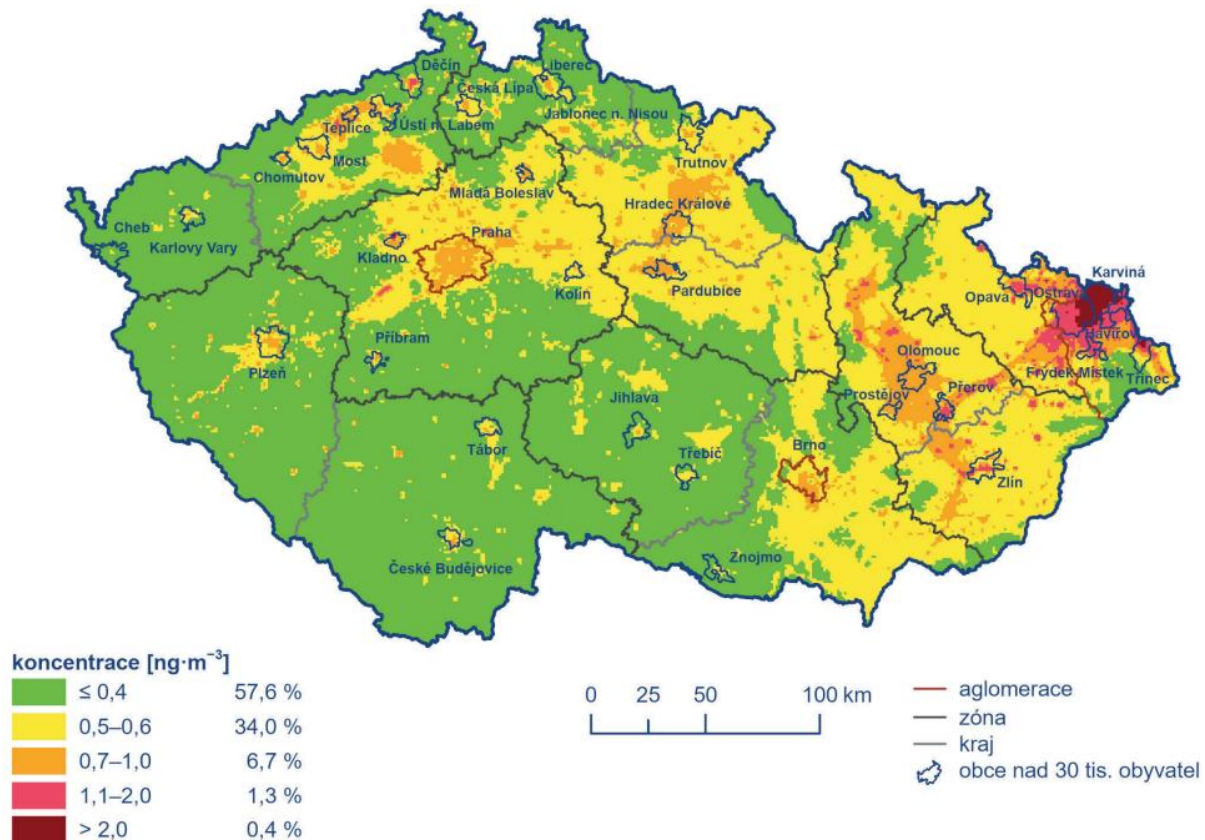 Děčín
Liberec
Česká Lípa
Jablonec n. Nisou
Teplice
Ústí n. Labem
Most
Chomutov
Trutnov
Mladá Boleslav
Hradec Králové
Cheb
Karlovy Vary
Praha
Kladno
Kolín
Pardubice
Karviná
Opava
Ostrava
Havířov
Příbram
Plzeň
Olomouc
Frýdek-Místek
Třinec
Přerov
Prostějov
Jihlava
Tábor
Třebíč
Brno
Zlín
Znojmo
České Budějovice
koncentrace [ng·m⁻³]
≤ 0,4 57,6 %
0,5–0,6 34,0 %
0,7–1,0 6,7 %
1,1–2,0 1,3 %
> 2,0 0,4 %
0 25 50 100 km
aglomerace
zóna
kraj
obce nad 30 tis. obyvatel